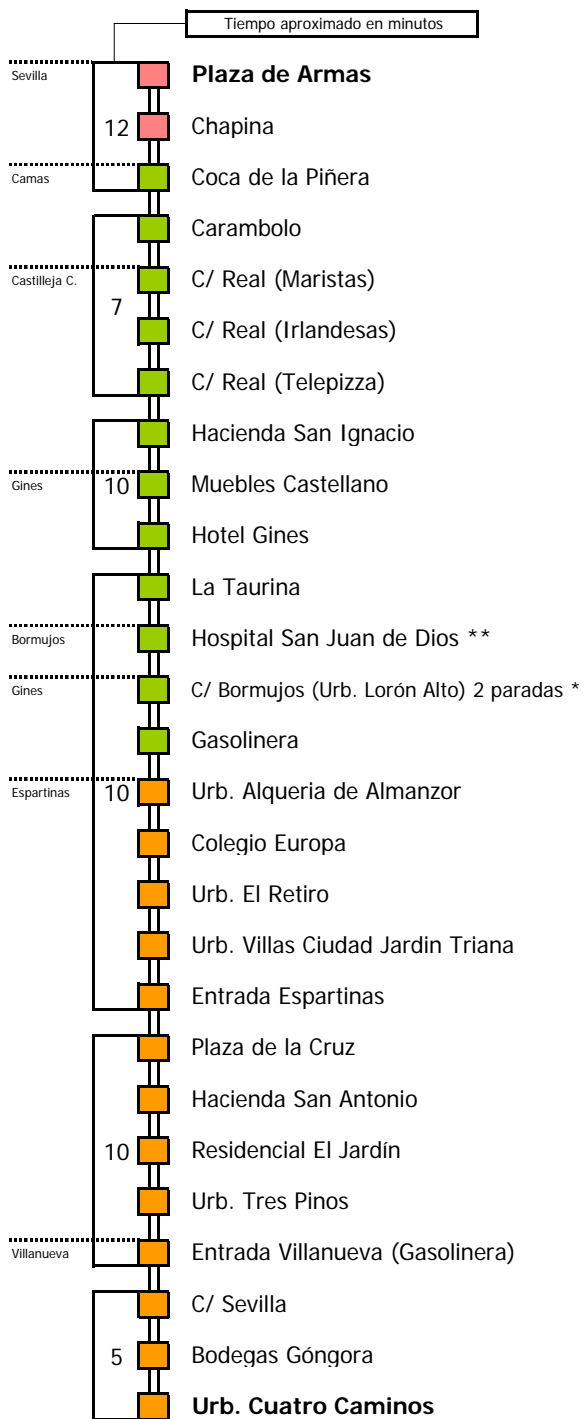 Tiempo aproximado en minutos
Sevilla
Plaza de Armas
12
Chapina
Camas
Coca de la Piñera
Carambolo
Castilleja C.
C/ Real (Maristas)
7
C/ Real (Irlandesas)
C/ Real (Telepizza)
Hacienda San Ignacio
Gines
10
Muebles Castellano
Hotel Gines
La Taurina
Bormujos
Hospital San Juan de Dios **
Gines
C/ Bormujos (Urb. Lorón Alto) 2 paradas *
Gasolinera
Espartinas
10
Urb. Alqueria de Almanzor
Colegio Europa
Urb. El Retiro
Urb. Villas Ciudad Jardin Triana
Entrada Espartinas
Plaza de la Cruz
Hacienda San Antonio
10
Residencial El Jardín
Urb. Tres Pinos
Villanueva
Entrada Villanueva (Gasolinera)
C/ Sevilla
5
Bodegas Góngora
Urb. Cuatro Caminos